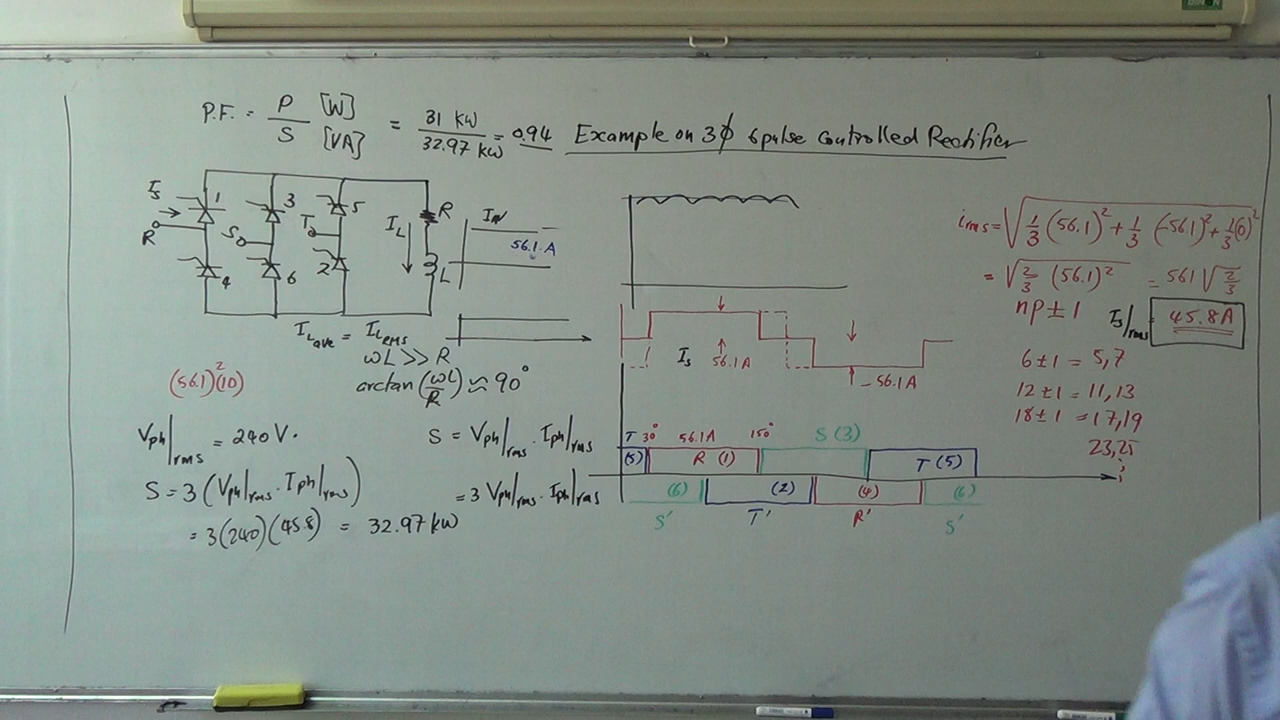 P.F. = P [W] / S [VA] = 31 kW / 32.97 kW = 0.94 Example on 3ϕ 6pulse Controlled Rectifier
Is 1 3 5 R
R S T IL
4 6 2 L
56.1 A
IL ave = IL RMS
ωL >> R
arctan(ωL/R) ≈ 90°
(56.1)²(10)
Vph|rms = 240 V.
S = 3 (Vph|rms . Iph|rms)
= 3(240)(45.8) = 32.97 kW
S = Vph|rms . Iph|rms
= 3 Vph|rms . Iph|rms
Is 56.1A
- 56.1A
T 30° 56.1A 150° S (3)
(5) R (1) T (5)
(6) (2) (4) (6)
S' T' R' S'
irms = √(1/3 (56.1)² + 1/3 (-56.1)² + 1/3(0)²
= √(2/3 (56.1)²) = 561 √(2/3)
np ± 1 Is/rms 45.8A
6 ± 1 = 5,7
12 ± 1 = 11,13
18 ± 1 = 17,19
23,25